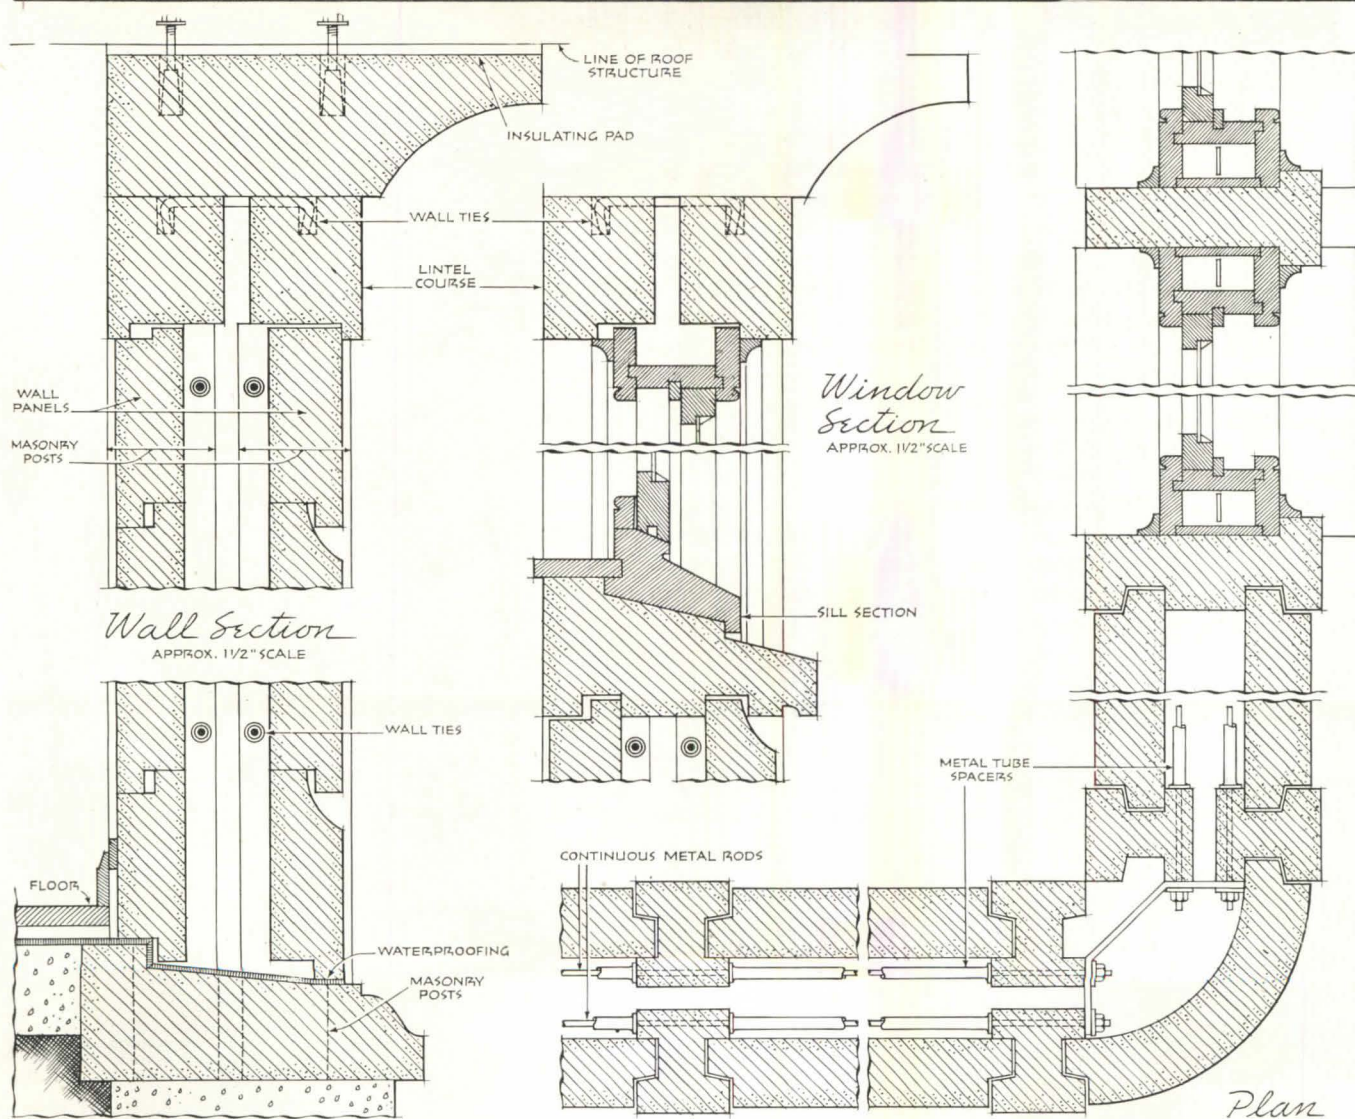 LINE OF ROOF
STRUCTURE
INSULATING PAD
WALL TIES
LINTEL
COURSE
WALL
PANELS
MASONRY
POSTS
Window
Section
APPROX. 1 1/2" SCALE
Wall Section
APPROX. 1 1/2" SCALE
SILL SECTION
WALL TIES
METAL TUBE
SPACERS
CONTINUOUS METAL RODS
FLOOR
WATERPROOFING
MASONRY
POSTS
Plan